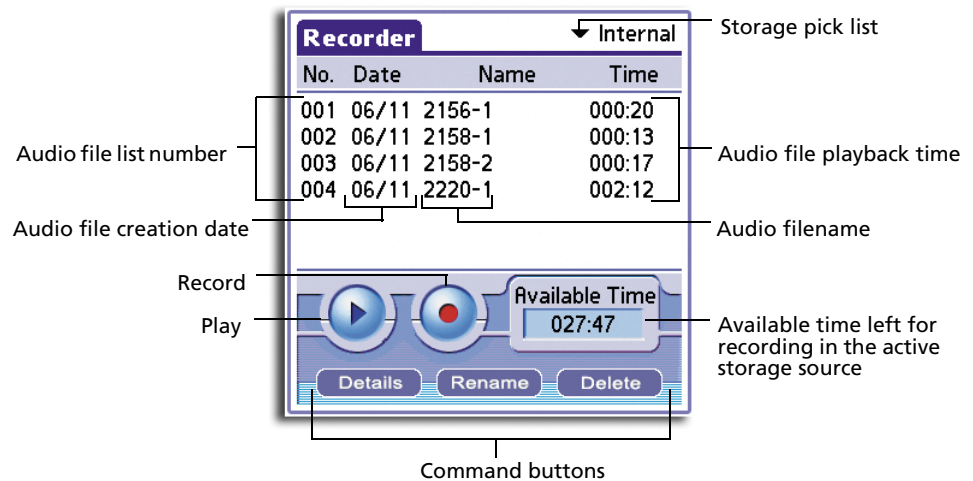 Storage pick list
Recorder Internal
No. Date Name Time
001 06/11 2156-1 000:20
002 06/11 2158-1 000:13
003 06/11 2158-2 000:17
004 06/11 2220-1 002:12
Audio file list number
Audio file playback time
Audio file creation date
Audio filename
Record
Play
Available Time
027:47
Available time left for
recording in the active
storage source
Details Rename Delete
Command buttons